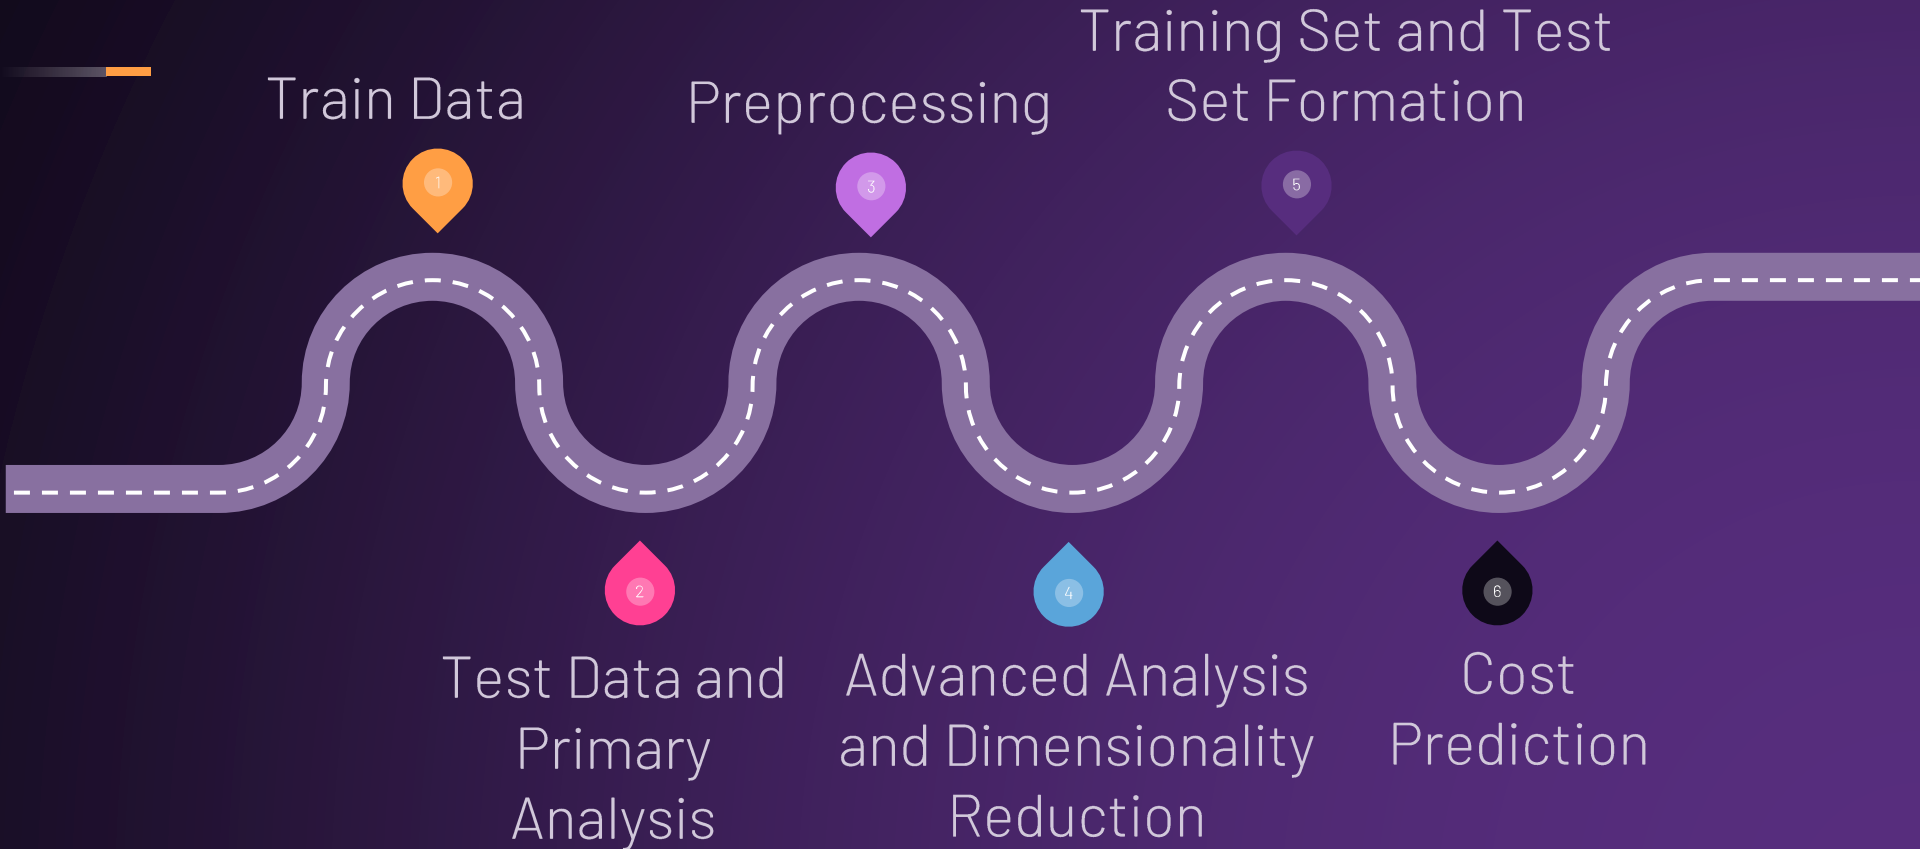 Train Data
1
Test Data and
Primary
Analysis
2
Preprocessing
3
Advanced Analysis
and Dimensionality
Reduction
4
Training Set and Test
Set Formation
5
Cost
Prediction
6